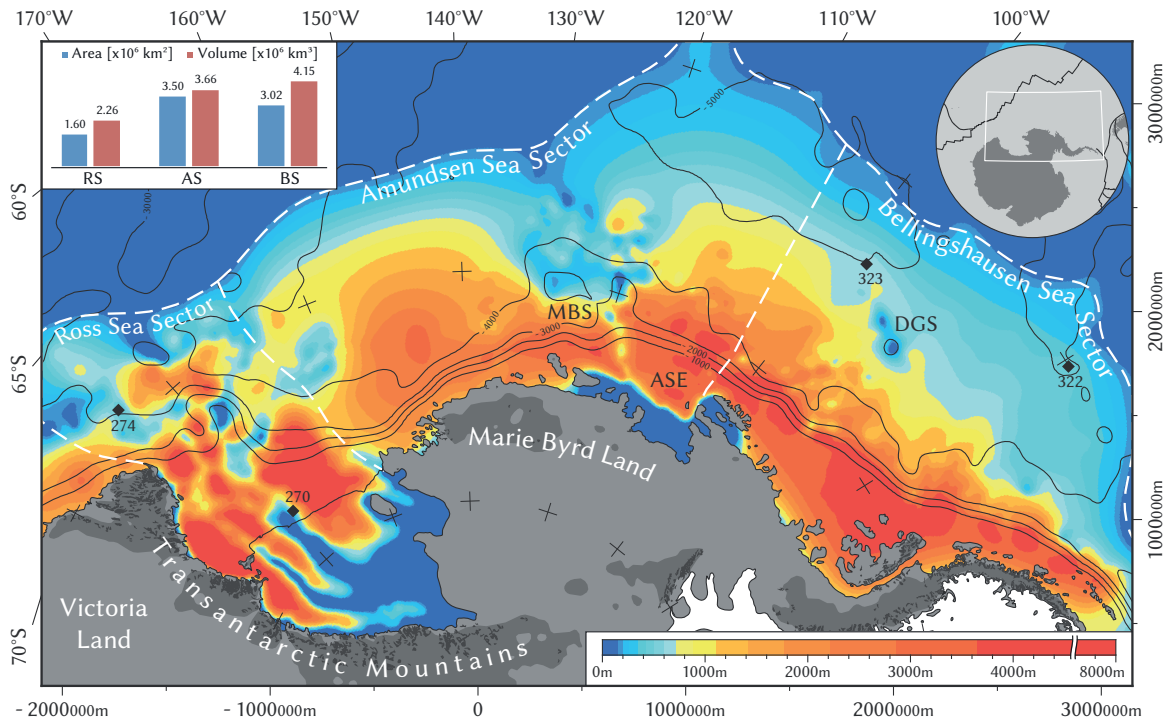 170°W 160°W 150°W 140°W 130°W 120°W 110°W 100°W
Area [x10⁶ km²] Volume [x10⁶ km³]
1.60 2.26 3.50 3.66 3.02 4.15
RS AS BS
3000000m
2000000m
1000000m
0
60°S
65°S
70°S
-5000
-3000
-4000
-3000
-2000
-1000
Amundsen Sea Sector
Bellingshausen Sea Sector
Ross Sea Sector
323
DGS
322
MBS
ASE
274
270
Marie Byrd Land
Transantarctic Mountains
Victoria
Land
0m 1000m 2000m 3000m 4000m 8000m
- 2000000m - 1000000m 0 1000000m 2000000m 3000000m